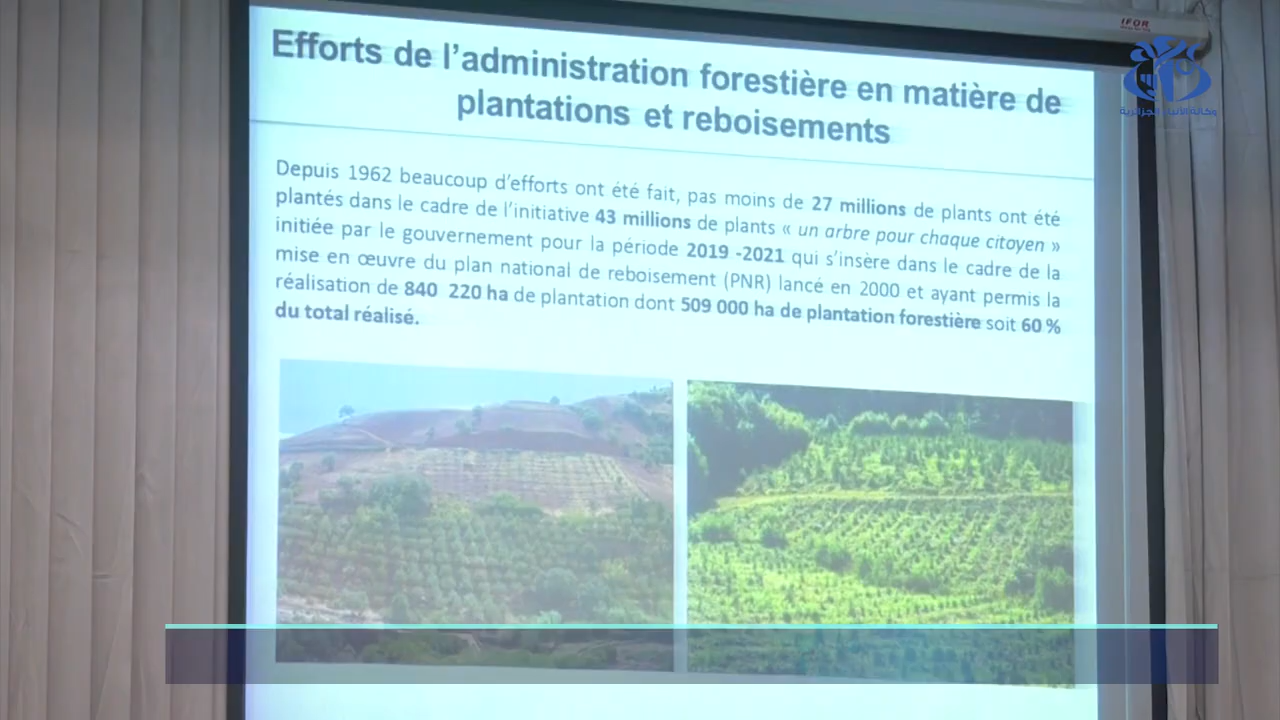 IFOR
وكالة الأنباء الجزائرية
Efforts de l’administration forestière en matière de
plantations et reboisements
Depuis 1962 beaucoup d’efforts ont été fait, pas moins de 27 millions de plants ont été
plantés dans le cadre de l’initiative 43 millions de plants « un arbre pour chaque citoyen »
initiée par le gouvernement pour la période 2019 -2021 qui s’insère dans le cadre de la
mise en œuvre du plan national de reboisement (PNR) lancé en 2000 et ayant permis la
réalisation de 840 220 ha de plantation dont 509 000 ha de plantation forestière soit 60 %
du total réalisé.